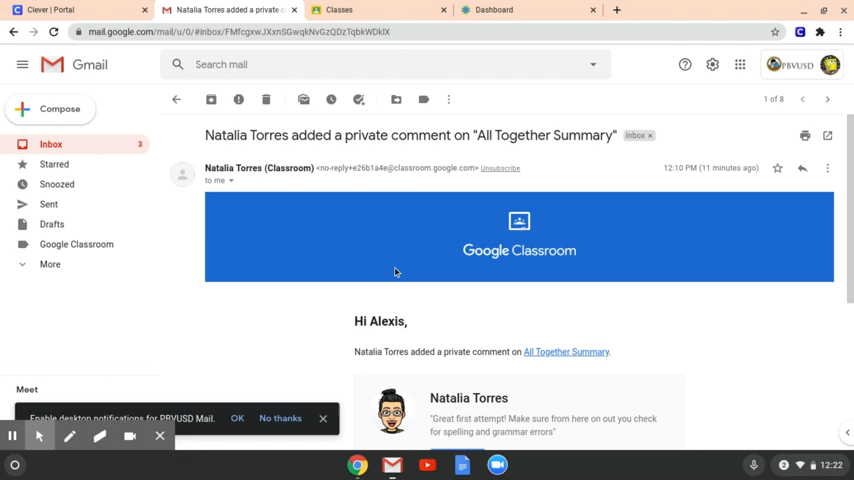 Clever | Portal
Natalia Torres added a private c
Classes
Dashboard
mail.google.com/mail/u/0/#inbox/FMfcgxwJXxnSGwqkNvGzQDzTqbkWDklX
Gmail
Search mail
PBVUSD
Compose
1 of 8
Natalia Torres added a private comment on "All Together Summary"
Inbox
Inbox
3
Natalia Torres (Classroom) <no-reply+e26b1a4e@classroom.google.com> Unsubscribe
12:10 PM (11 minutes ago)
to me
Starred
Snoozed
Sent
Drafts
Google Classroom
More
Google Classroom
Hi Alexis,
Natalia Torres added a private comment on All Together Summary.
Natalia Torres
"Great first attempt! Make sure from here on out you check
for spelling and grammar errors"
Meet
Enable desktop notifications for PBVUSD Mail.
OK
No thanks
2
12:22